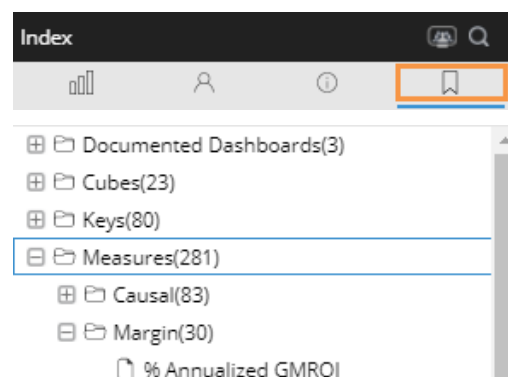 Index
Documented Dashboards(3)
Cubes(23)
Keys(80)
Measures(281)
Causal(83)
Margin(30)
% Annualized GMROI